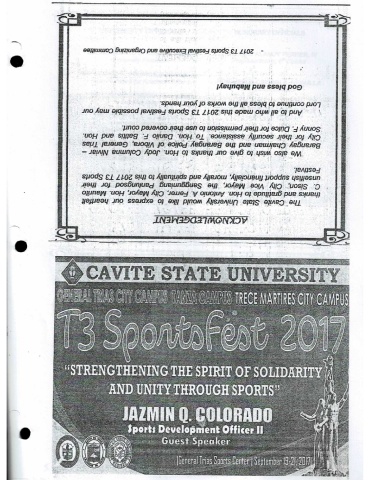 ACKNOWLEDGEMENT
The Cavite State University would like to express our heartfelt
thanks and gratitude to Hon. Antonio A. Ferrer, City Mayor, Hon. Mauritio
C. Sison, City Vice Mayor, the Sangguniang Panlungsod for their
unselfish support financially, morally and spiritually to this 2017 T3 Sports
Festival.
We also wish to give our thanks to Hon. Jody Columna Nivar –
Barangay Chairman and the Barangay Police of Vibora, General Trias
City for their security assistance. To Hon. Danilo F. Batitis and Hon.
Sonny F. Dulce for their permission to use their covered court.
And to all who made this 2017 T3 Sports Festival possible may our
Lord continue to bless all the works of your hands.
God bless and Mabuhay!
- 2017 T3 Sports Festival Executive and Organizing Committee
CAVITE STATE UNIVERSITY
GENERAL TRIAS CITY CAMPUS TANZA CAMPUS TRECE MARTIRES CITY CAMPUS
T3 SportsFest 2017
"STRENGTHENING THE SPIRIT OF SOLIDARITY
AND UNITY THROUGH SPORTS"
JAZMIN Q. COLORADO
Sports Development Officer II
Guest Speaker
General Trias Sports Center | September 19-21, 2017